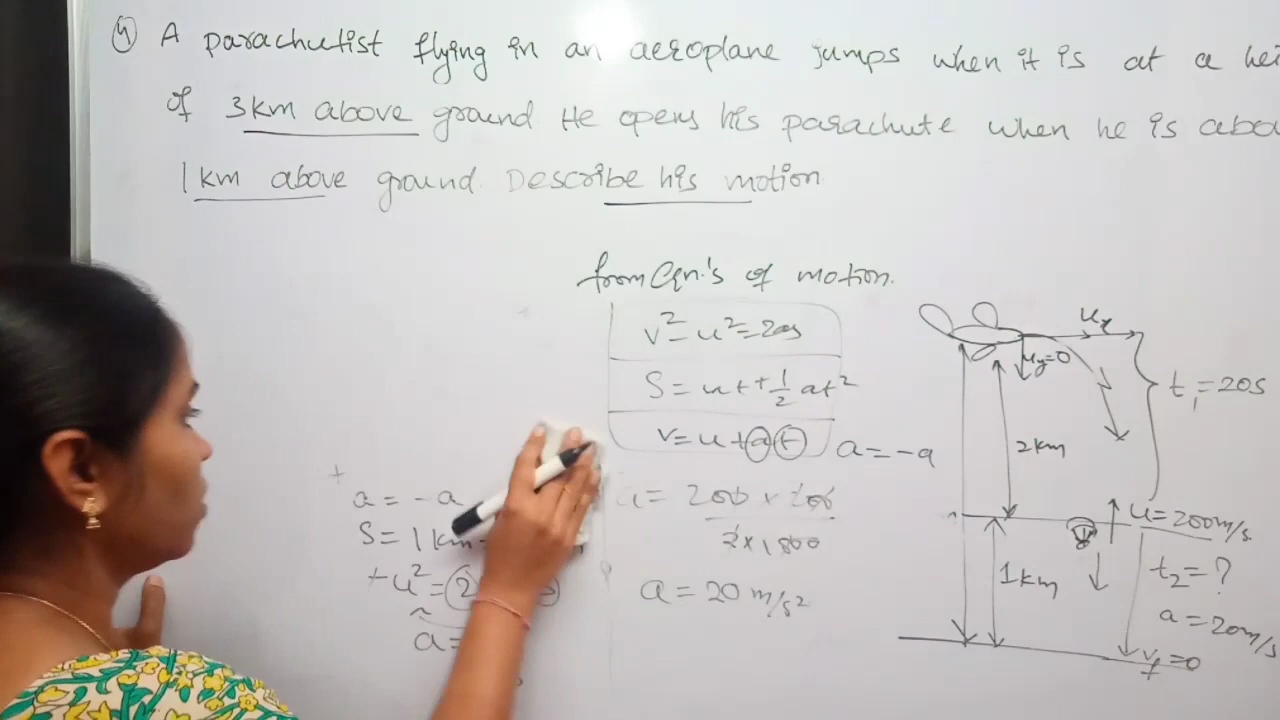 4) A parachutist flying in an aeroplane jumps when it is at a hei
of 3km above ground He opens his parachute when he is abo
1km above ground. Describe his motion
from Eqn.'s of motion.
v² - u² = 2as
S = ut + 1/2 at²
v = u + at
a = -a
a = 200 x 200
2 x 1000
a = 20 m/s²
a = -a
S = 1km
+u² = 2
a =
ux
uy=0
t1 = 20s
2km
u = 200m/s
t2 = ?
1km
a = 20m/s
vf = 0